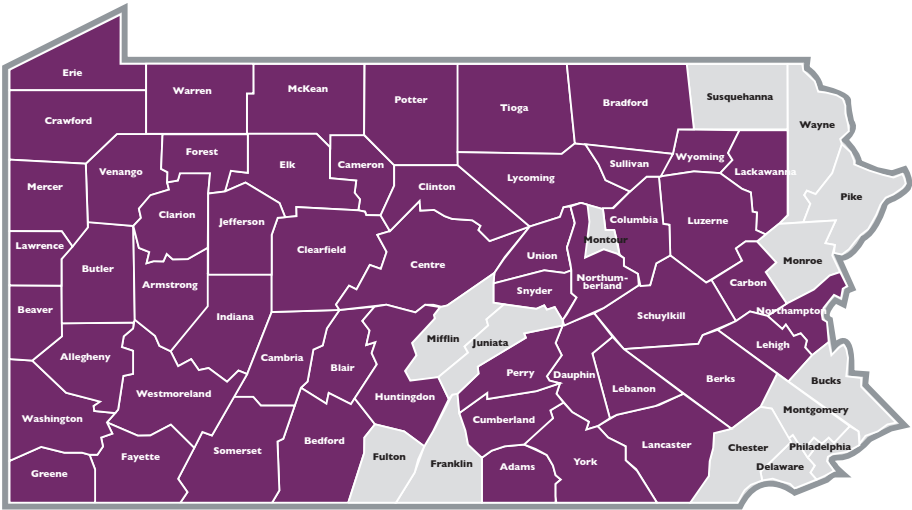 Erie
Warren
McKean
Potter
Tioga
Bradford
Susquehanna
Wayne
Crawford
Forest
Elk
Cameron
Sullivan
Wyoming
Lackawanna
Venango
Mercer
Clinton
Lycoming
Pike
Clarion
Jefferson
Columbia
Luzerne
Lawrence
Clearfield
Centre
Union
Montour
Monroe
Butler
Armstrong
Snyder
Northum-
berland
Carbon
Beaver
Indiana
Schuylkill
Northampton
Allegheny
Cambria
Blair
Mifflin
Juniata
Lehigh
Perry
Dauphin
Lebanon
Berks
Bucks
Westmoreland
Huntingdon
Montgomery
Washington
Cumberland
Bedford
Somerset
Fayette
Fulton
Franklin
Lancaster
Chester
Philadelphia
Greene
Adams
York
Delaware